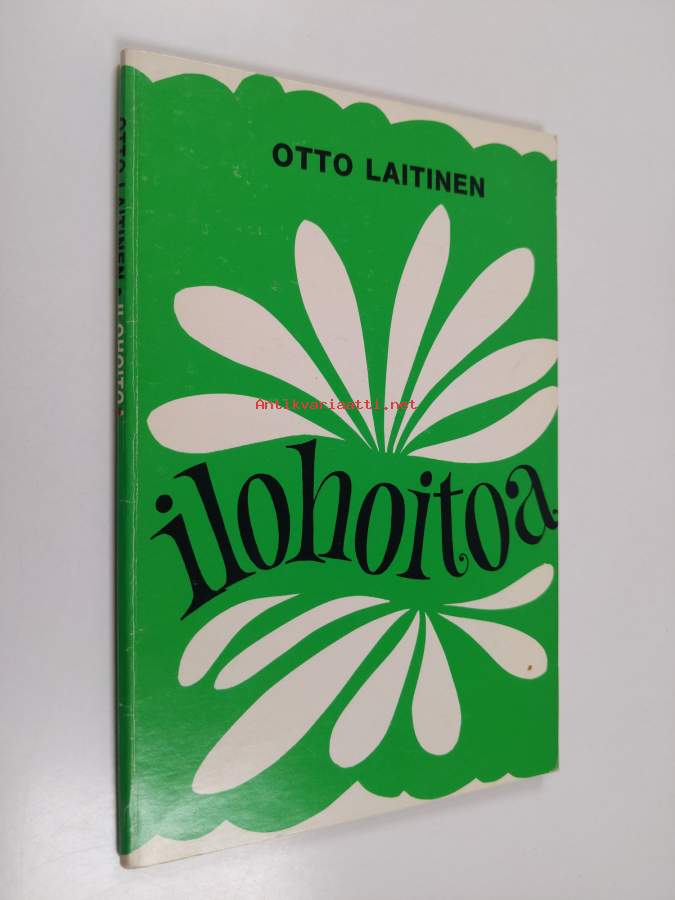 OTTO LAITINEN
ilohoitoa
OTTO LAITINEN • ILOHOITOA
Antikvariaatti.net